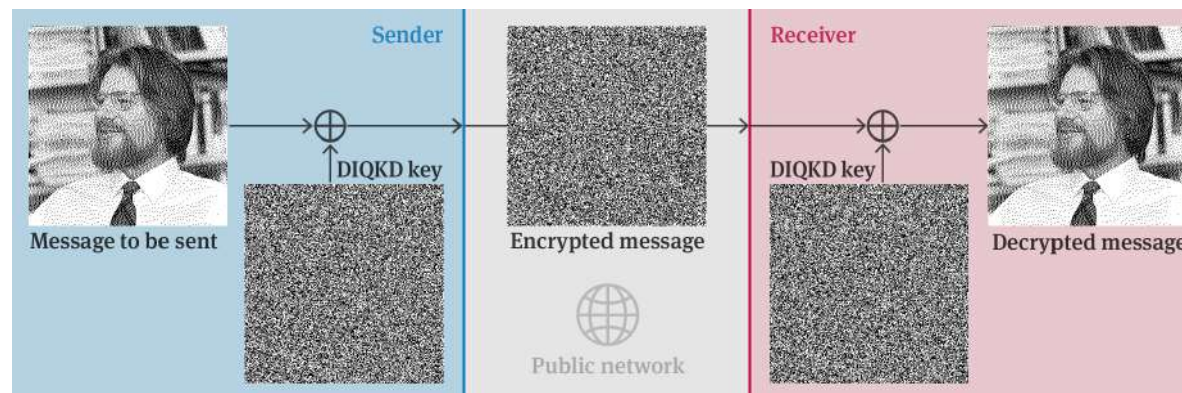 Sender
Receiver
DIQKD key
DIQKD key
Message to be sent
Encrypted message
Decrypted message
Public network